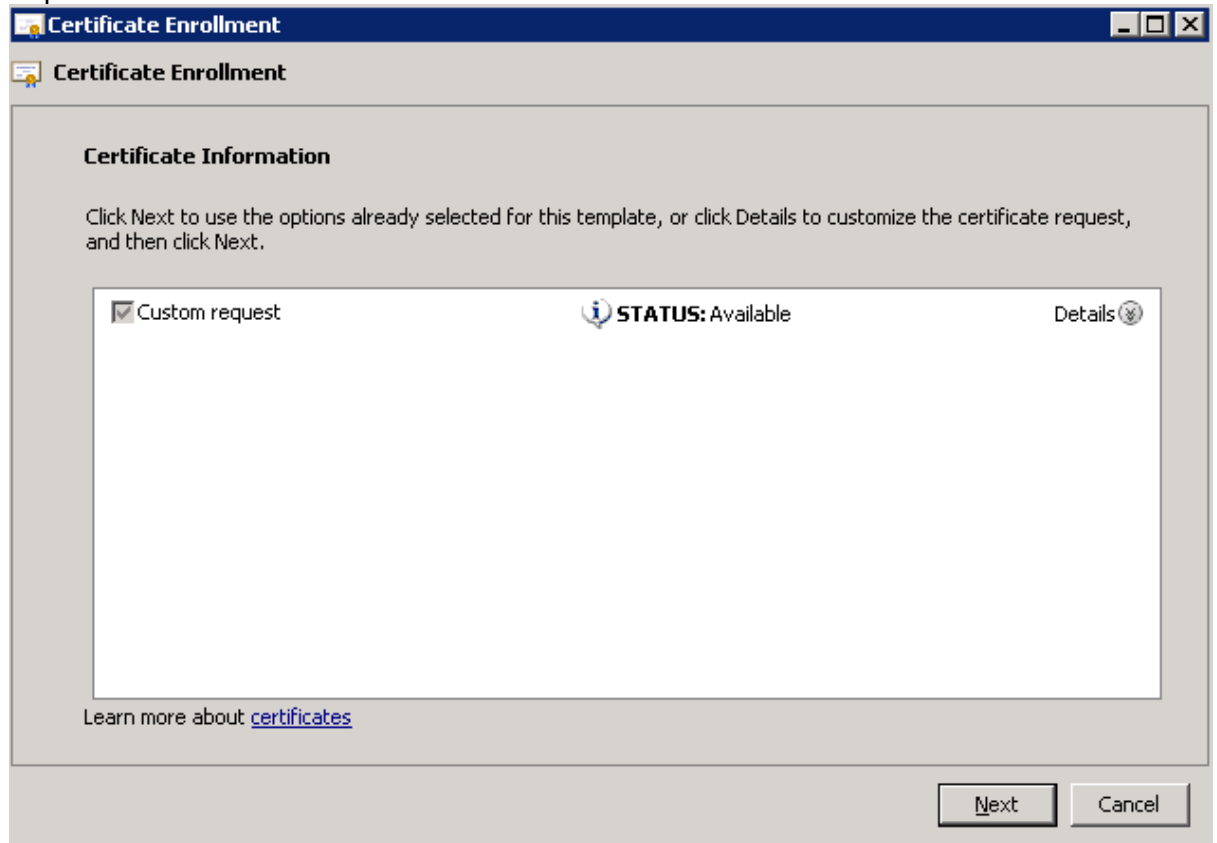 Certificate Enrollment
Certificate Enrollment
Certificate Information
Click Next to use the options already selected for this template, or click Details to customize the certificate request,
and then click Next.
Custom request STATUS: Available Details
Learn more about certificates
Next Cancel